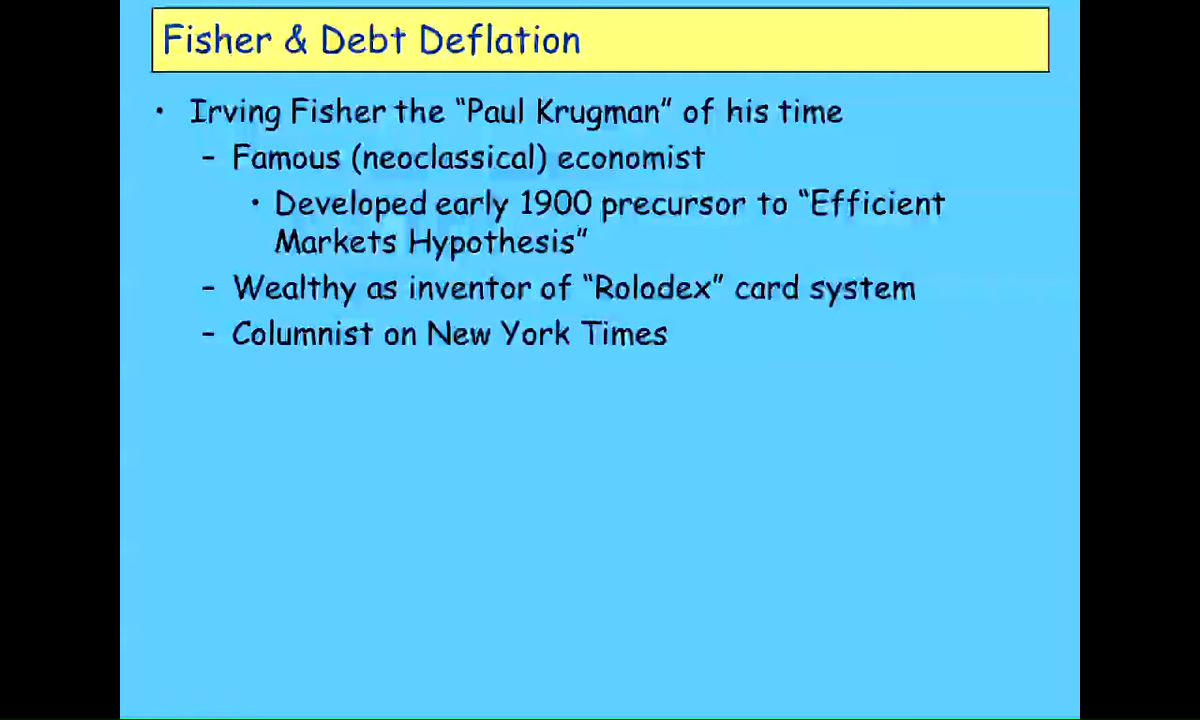 Fisher & Debt Deflation
• Irving Fisher the “Paul Krugman” of his time
– Famous (neoclassical) economist
• Developed early 1900 precursor to “Efficient
Markets Hypothesis”
– Wealthy as inventor of “Rolodex” card system
– Columnist on New York Times